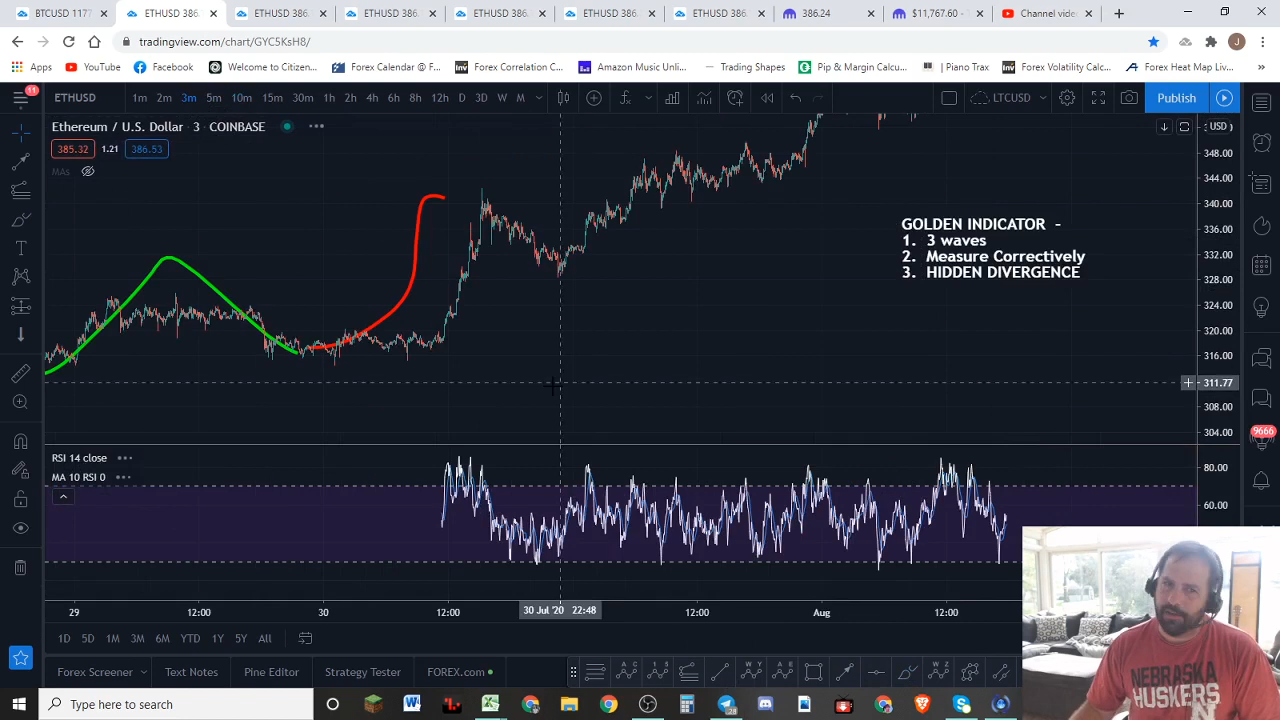 BTCUSD 1177
ETHUSD 386.
ETHUSD 386.
ETHUSD 386.
ETHUSD 386.
ETHUSD 386.
ETHUSD 386.
386.24
$11,767.60 -
Channel vide
tradingview.com/chart/GYC5KsH8/
J
Apps
YouTube
Facebook
Welcome to Citizen...
Forex Calendar @ F...
Inv
Forex Correlation C...
Amazon Music Unli...
Trading Shapes
Pip & Margin Calcu...
Piano Trax
Inv
Forex Volatility Calc...
Forex Heat Map Liv...
»
11
ETHUSD
1m 2m 3m 5m 10m 15m 30m 1h 2h 4h 6h 8h 12h D 3D W M
LTCUSD
Publish
Ethereum / U.S. Dollar 3 COINBASE
385.32 1.21 386.53
MAs
USD
348.00
344.00
340.00
336.00
332.00
328.00
324.00
320.00
316.00
311.77
308.00
304.00
GOLDEN INDICATOR -
1. 3 waves
2. Measure Correctively
3. HIDDEN DIVERGENCE
9666
RSI 14 close
MA 10 RSI 0
80.00
60.00
29 12:00 30 12:00 30 Jul '20 22:48 12:00 Aug 12:00
1D 5D 1M 3M 6M YTD 1Y 5Y All
Forex Screener
Text Notes
Pine Editor
Strategy Tester
FOREX.com
NEBRASKA
HUSKERS
Type here to search
28